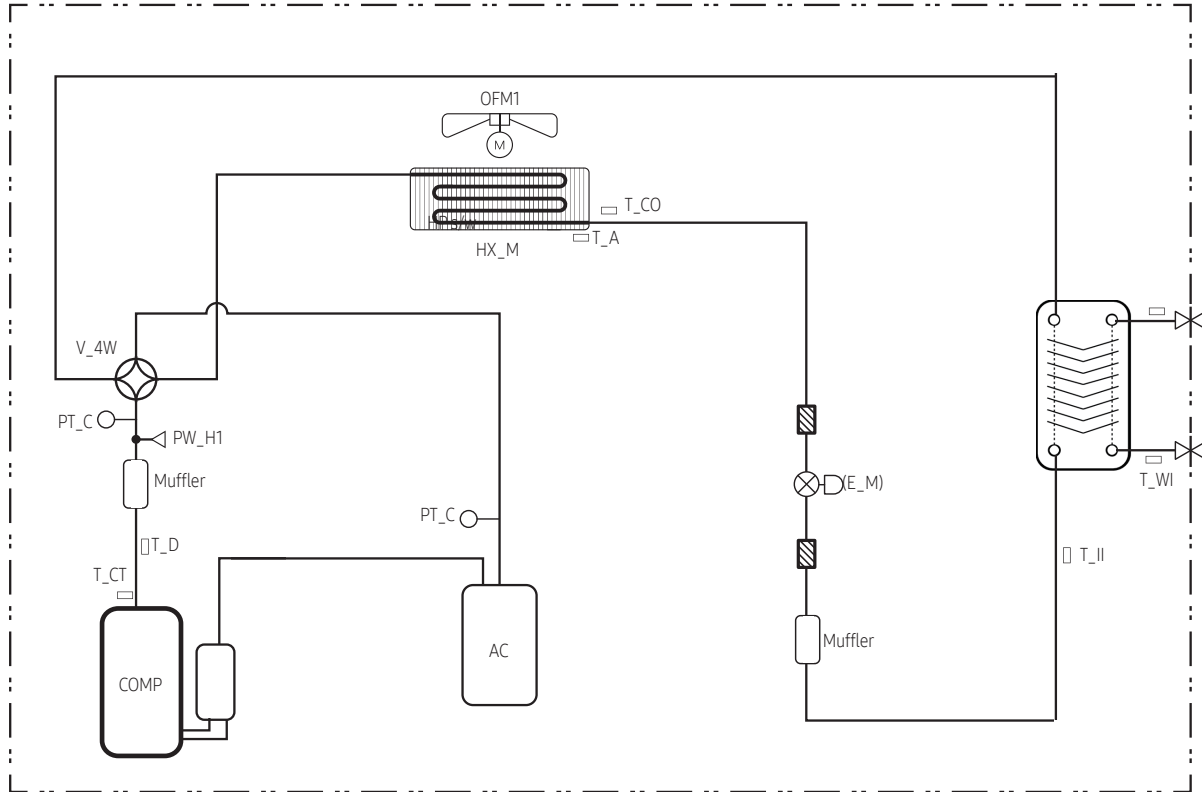 OFM1
M
T_CO
T_A
HX_M
V_4W
PT_C
PW_H1
Muffler
(E_M)
T_WI
PT_C
T_D
T_II
T_CT
Muffler
AC
COMP